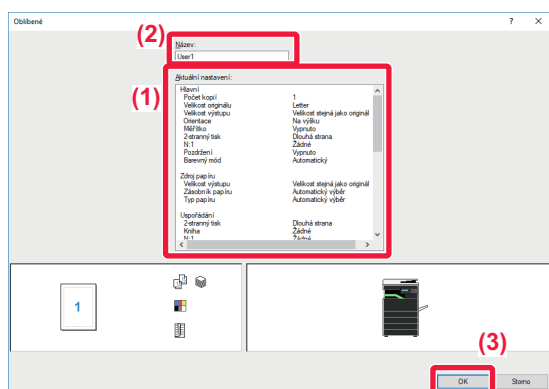 Oblíbené ? ×
(2)
Název:
User1
(1)
Aktuální nastavení:
Hlavní
Počet kopií 1
Velikost originálu Letter
Velikost výstupu Velikost stejná jako originál
Orientace Na výšku
Měřítko Vypnuto
2-stranný tisk Dlouhá strana
N:1 Žádné
Pozdržení Vypnuto
Barevný mód Automatický
Zdroj papíru
Velikost výstupu Velikost stejná jako originál
Zásobník papíru Automatický výběr
Typ papíru Automatický výběr
Uspořádání
2-stranný tisk Dlouhá strana
Kniha Žádné
N:1 Žádné
1
(3)
OK Storno